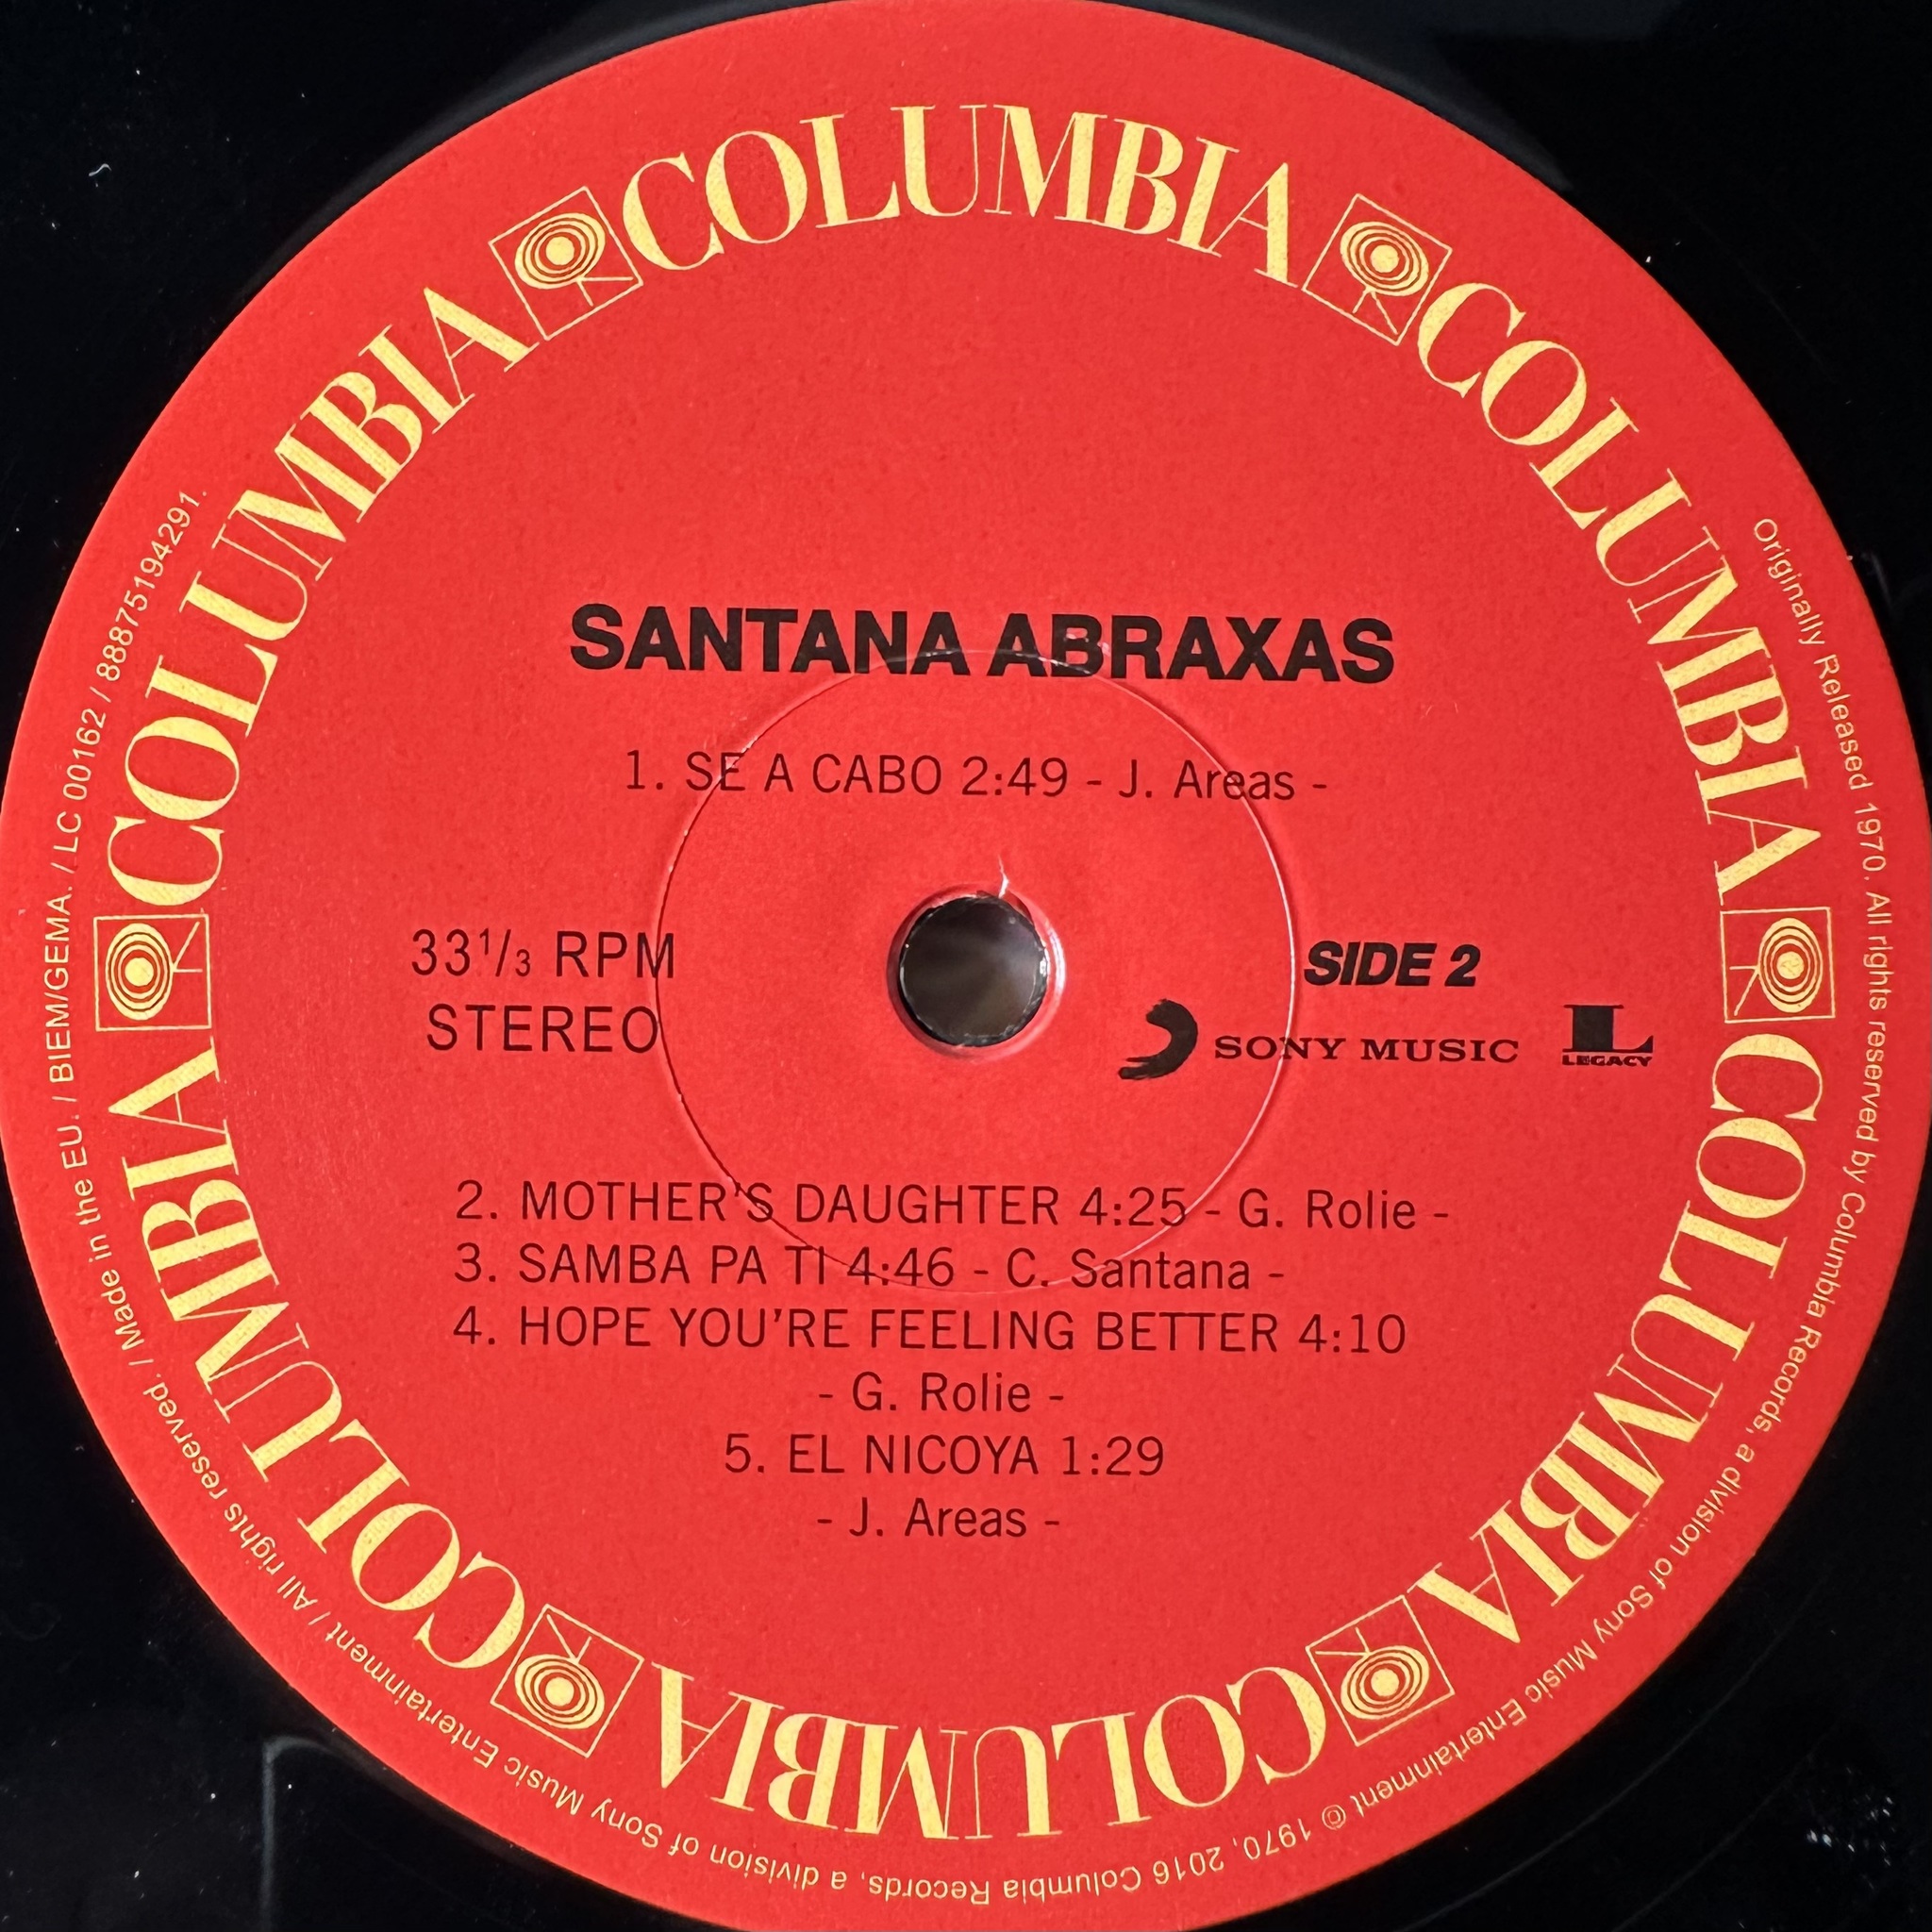 COLUMBIA COLUMBIA COLUMBIA COLUMBIA COLUMBIA COLUMBIA
SANTANA ABRAXAS
1. SE A CABO 2:49 - J. Areas -
33 1/3 RPM
STEREO
SIDE 2
SONY MUSIC
L
LEGACY
2. MOTHER'S DAUGHTER 4:25 - G. Rolie -
3. SAMBA PA TI 4:46 - C. Santana -
4. HOPE YOU'RE FEELING BETTER 4:10
- G. Rolie -
5. EL NICOYA 1:29
- J. Areas -
Originally Released 1970. All rights reserved by Columbia Records, a division of Sony Music Entertainment ℗ 1970, 2016 Columbia Records, a division of Sony Music Entertainment / All rights reserved. / Made in the EU. / BIEM/GEMA. / LC 00162 / 88875194291.